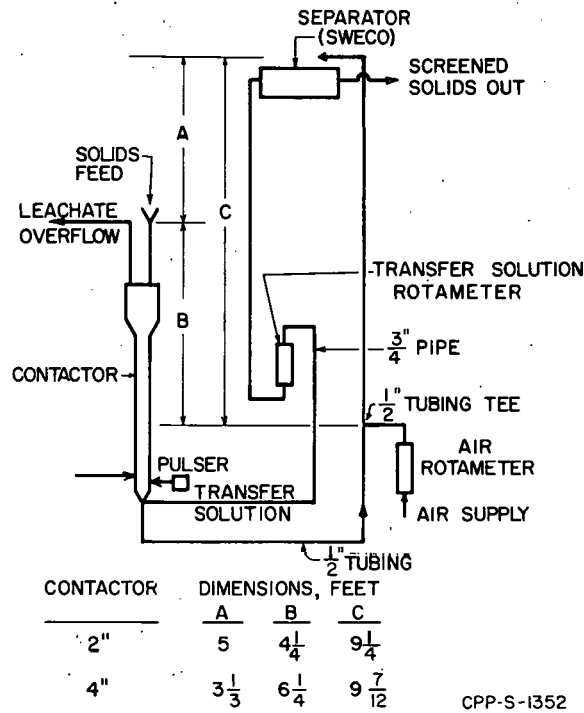 SEPARATOR
(SWECO)
SCREENED
SOLIDS OUT
A
SOLIDS
FEED
C
LEACHATE
OVERFLOW
TRANSFER SOLUTION
ROTAMETER
B
3/4" PIPE
CONTACTOR
1/2" TUBING TEE
AIR
ROTAMETER
PULSER
TRANSFER
SOLUTION
AIR SUPPLY
1/2" TUBING
CONTACTOR DIMENSIONS, FEET
A B C
2" 5 4 1/4 9 1/4
4" 3 1/3 6 1/4 9 7/12
CPP-S-1352